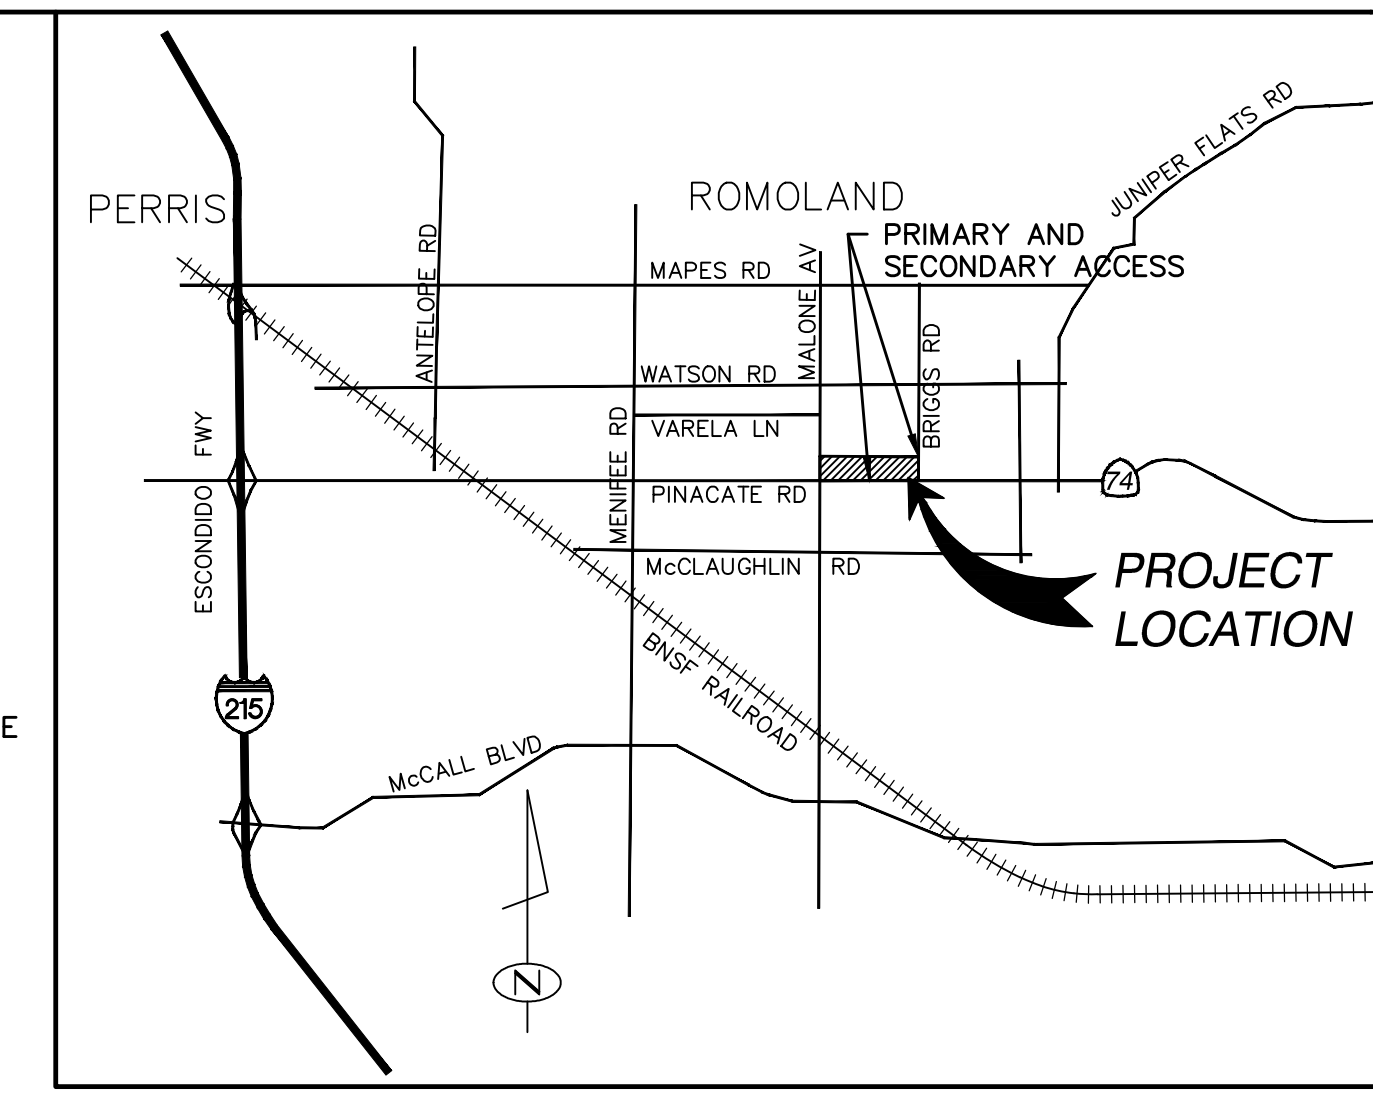 JUNIPER FLATS RD
PERRIS
ROMOLAND
PRIMARY AND
SECONDARY ACCESS
ANTELOPE RD
MAPES RD
MALONE AV
WATSON RD
BRIGGS RD
VARELA LN
MENIFEE RD
ESCONDIDO FWY
PINACATE RD
74
McCLAUGHLIN RD
PROJECT
LOCATION
BNSF RAILROAD
215
E
McCALL BLVD
N